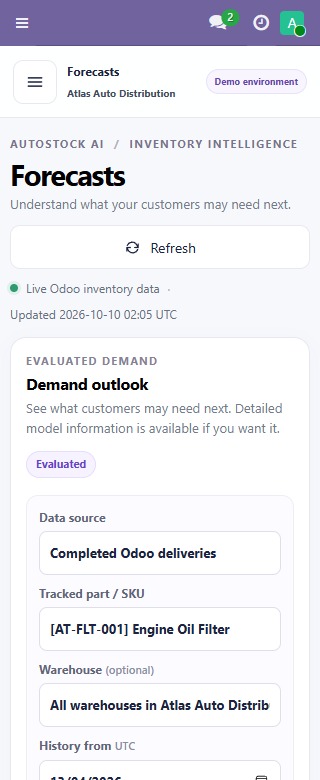 2
A
Forecasts
Atlas Auto Distribution
Demo environment
AUTOSTOCK AI / INVENTORY INTELLIGENCE
Forecasts
Understand what your customers may need next.
Refresh
Live Odoo inventory data ·
Updated 2026-10-10 02:05 UTC
EVALUATED DEMAND
Demand outlook
See what customers may need next. Detailed
model information is available if you want it.
Evaluated
Data source
Completed Odoo deliveries
Tracked part / SKU
[AT-FLT-001] Engine Oil Filter
Warehouse (optional)
All warehouses in Atlas Auto Distrib
History from UTC